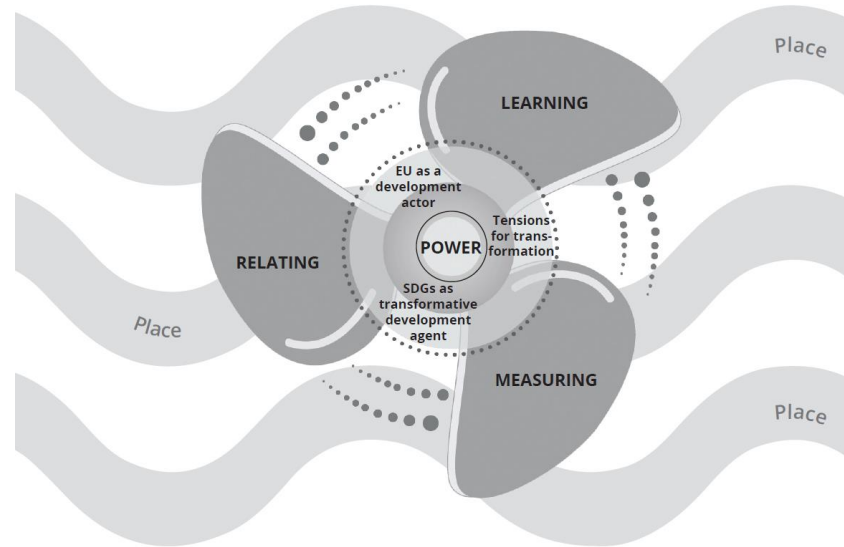 Place
LEARNING
EU as a
development
actor
Tensions
for trans-
formation
POWER
RELATING
SDGs as
transformative
development
agent
Place
MEASURING
Place